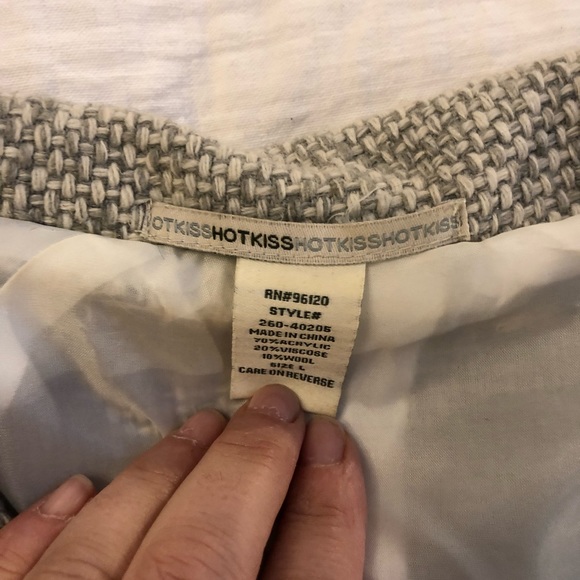 HOTKISSHOTKISSHOTKISSHOTKISS
RN#96120
STYLE#
260-40205
MADE IN CHINA
70%ACRYLIC
20%VISCOSE
10%WOOL
SIZE L
CARE ON REVERSE